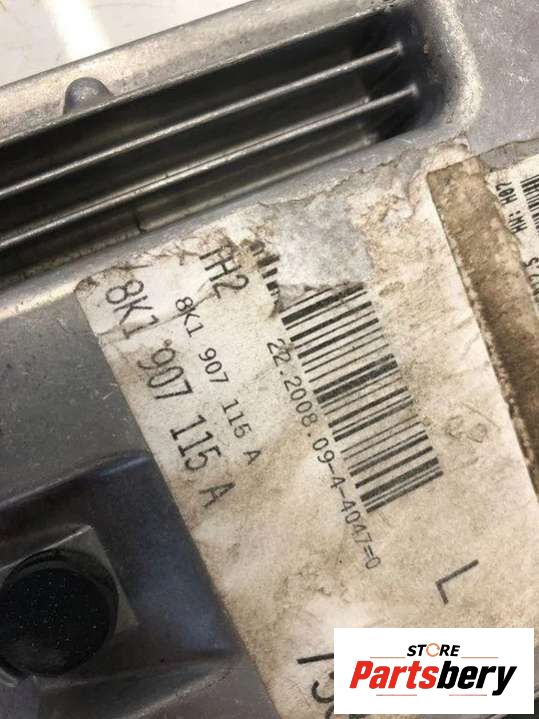 TH2
8K1 907 115 A
8K1 907 115 A
22.2008.09-4-4047=0
L
STORE
Partsbery